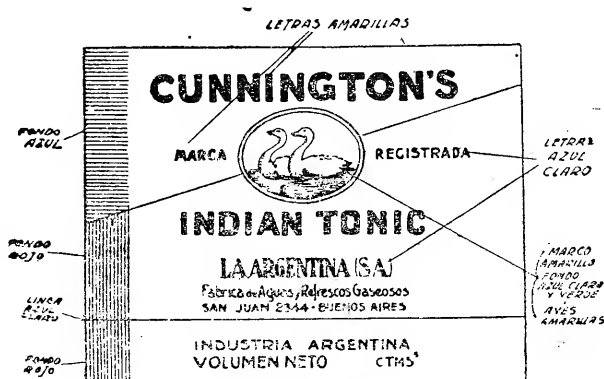 LETRAS AMARILLAS
CUNNINGTON'S
FONDO AZUL
MARCA REGISTRADA
LETRAS AZUL CLARO
INDIAN TONIC
FONDO ROJO
LA ARGENTINA (S.A.)
MARCO AMARILLO FONDO AZUL CLARO Y VERDE
AVES AMARILLAS
Fabrica de Aguas y Refrescos Gaseosos
SAN JUAN 2344-BUENOS AIRES
LINEA AZUL CLARO
INDUSTRIA ARGENTINA
VOLUMEN NETO CTMS³
FONDO ROJO